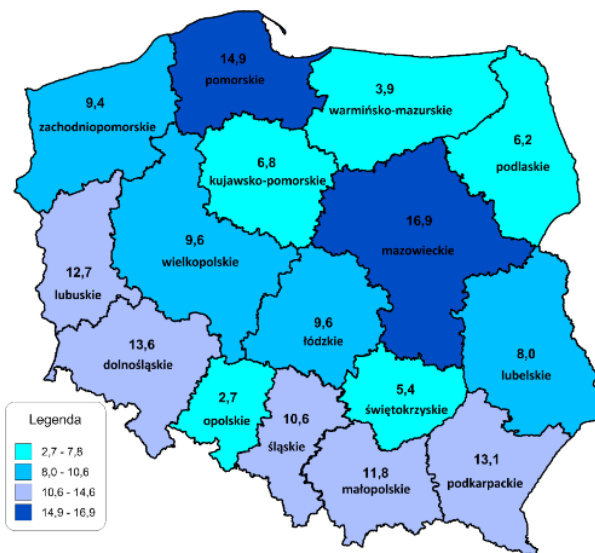 14,9
pomorskie
9,4
zachodniopomorskie
3,9
warmińsko-mazurskie
6,2
podlaskie
6,8
kujawsko-pomorskie
16,9
mazowieckie
9,6
wielkopolskie
12,7
lubuskie
9,6
łódzkie
13,6
dolnośląskie
8,0
lubelskie
2,7
opolskie
5,4
świętokrzyskie
10,6
śląskie
11,8
małopolskie
13,1
podkarpackie
Legenda
2,7 - 7,8
8,0 - 10,6
10,6 - 14,6
14,9 - 16,9